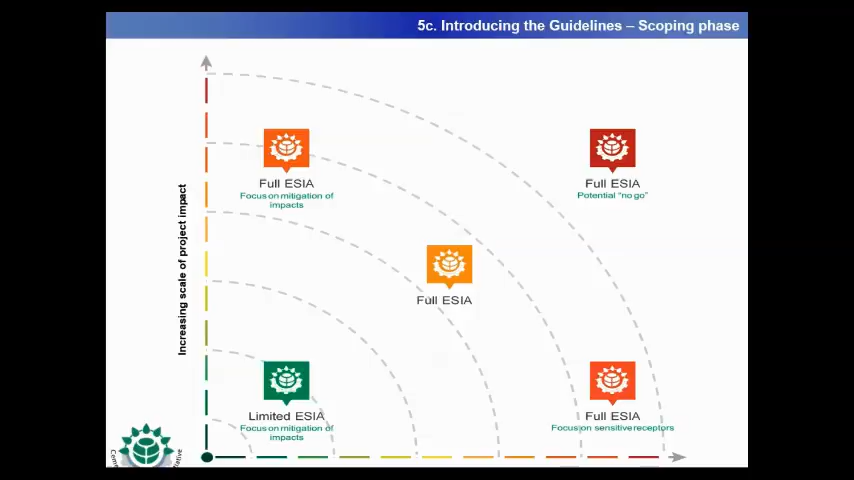 5c. Introducing the Guidelines – Scoping phase
Increasing scale of project impact
Full ESIA
Focus on mitigation of
impacts
Full ESIA
Potential "no go"
Full ESIA
Limited ESIA
Focus on mitigation of
impacts
Full ESIA
Focus on sensitive receptors